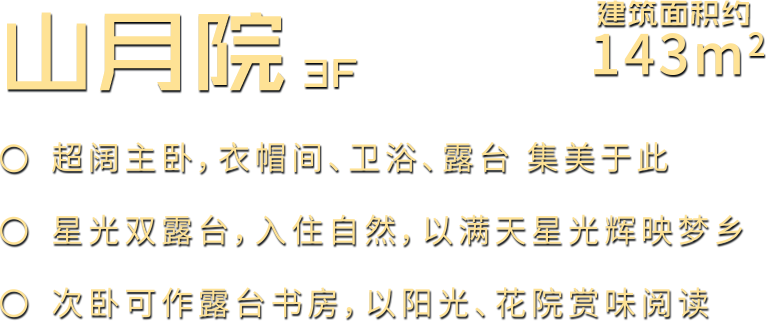 山月院 3F
建筑面积约
143m²
超阔主卧,衣帽间、卫浴、露台 集美于此
星光双露台,入住自然,以满天星光辉映梦乡
次卧可作露台书房,以阳光、花院赏味阅读